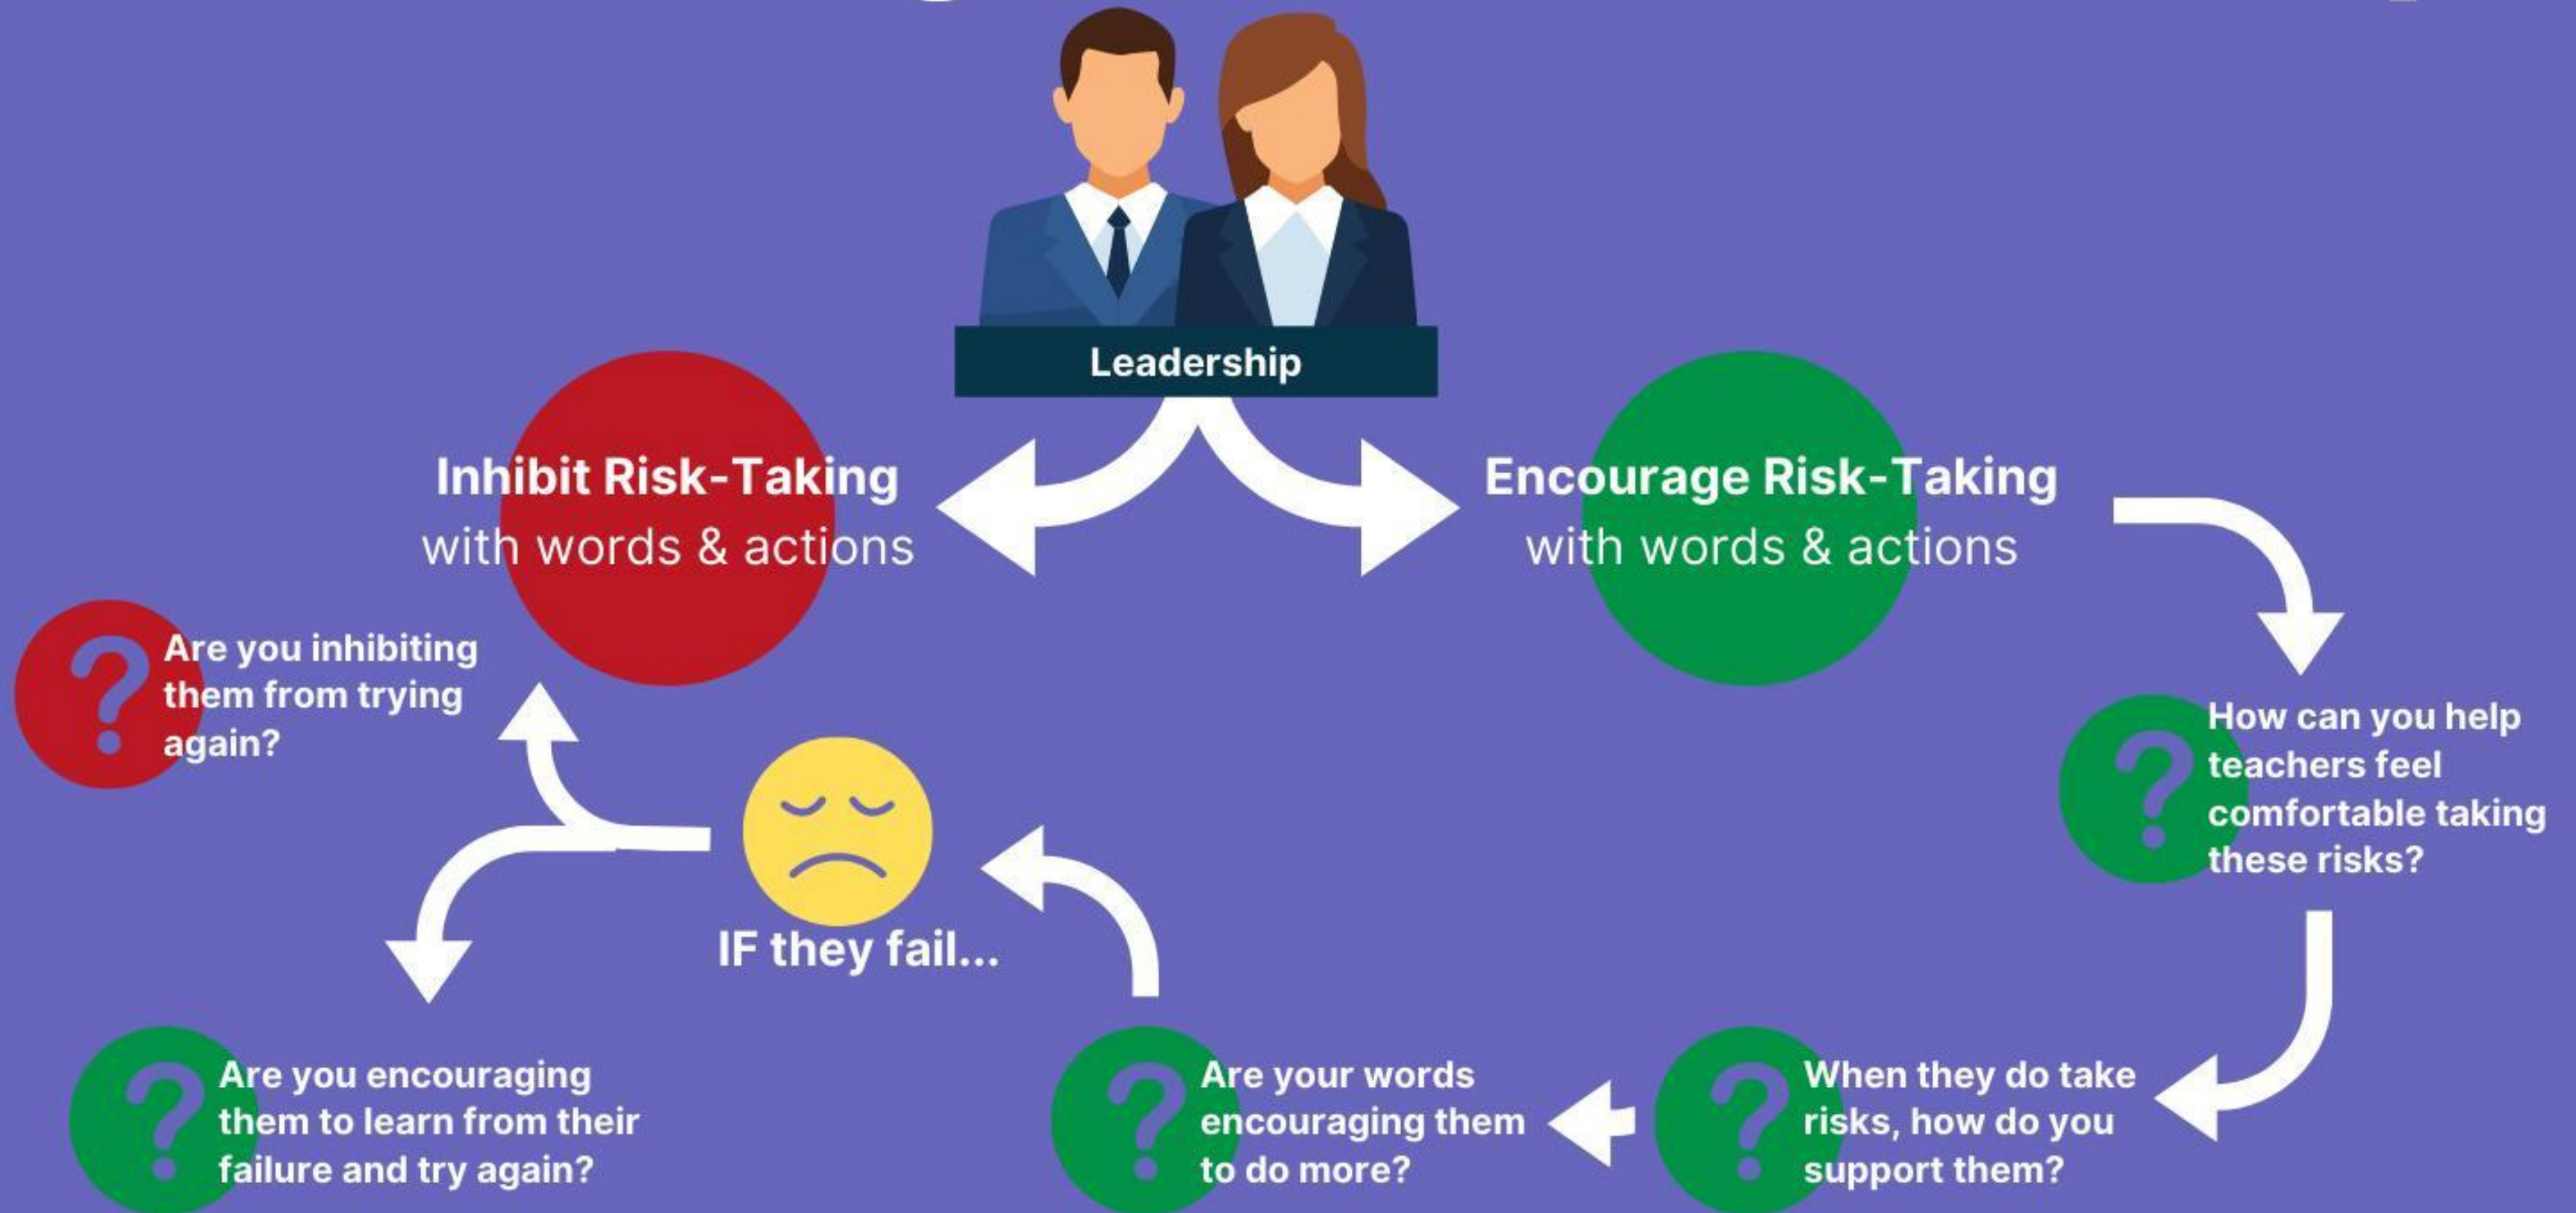 Leadership
Inhibit Risk-Taking
with words & actions
Encourage Risk-Taking
with words & actions
Are you inhibiting
them from trying
again?
How can you help
teachers feel
comfortable taking
these risks?
IF they fail...
Are you encouraging
them to learn from their
failure and try again?
Are your words
encouraging them
to do more?
When they do take
risks, how do you
support them?